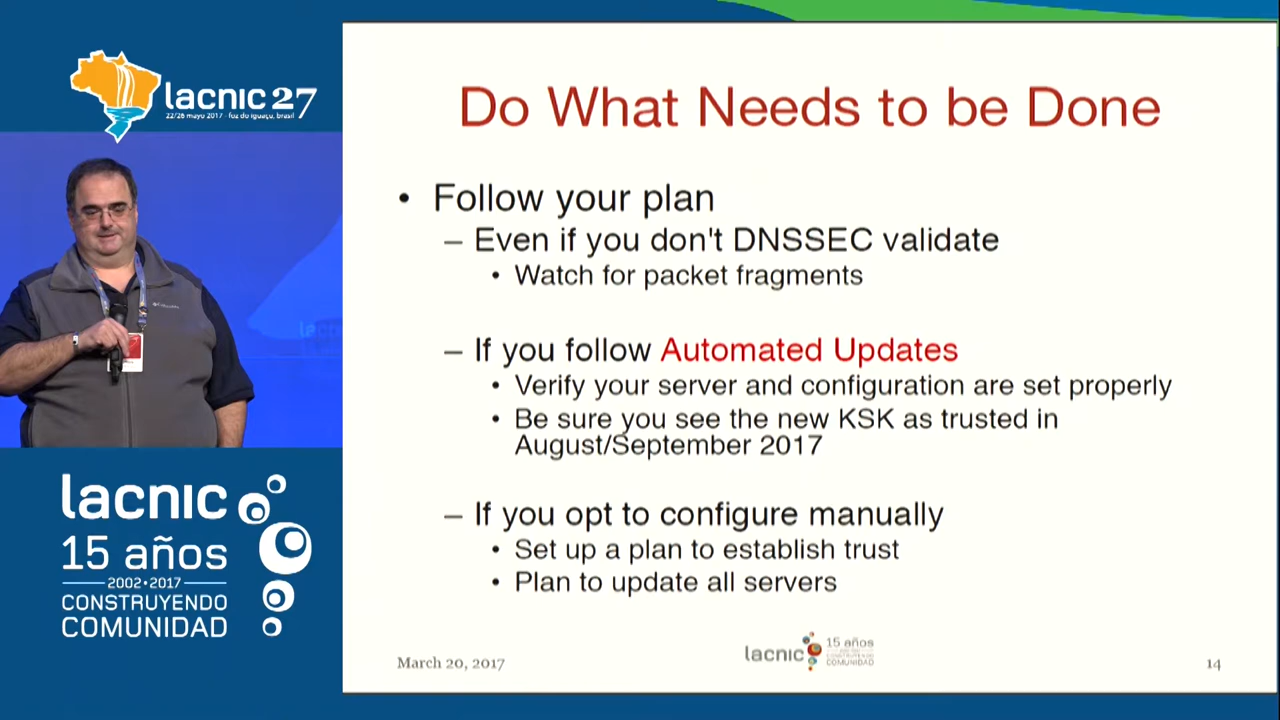 lacnic 27
22/26 mayo 2017 - foz do iguaçu, brasil
Do What Needs to be Done
• Follow your plan
– Even if you don't DNSSEC validate
• Watch for packet fragments
– If you follow Automated Updates
• Verify your server and configuration are set properly
• Be sure you see the new KSK as trusted in
August/September 2017
– If you opt to configure manually
• Set up a plan to establish trust
• Plan to update all servers
lacnic
15 años
2002•2017
CONSTRUYENDO
COMUNIDAD
March 20, 2017
lacnic
15 años
CONSTRUYENDO
COMUNIDAD
14